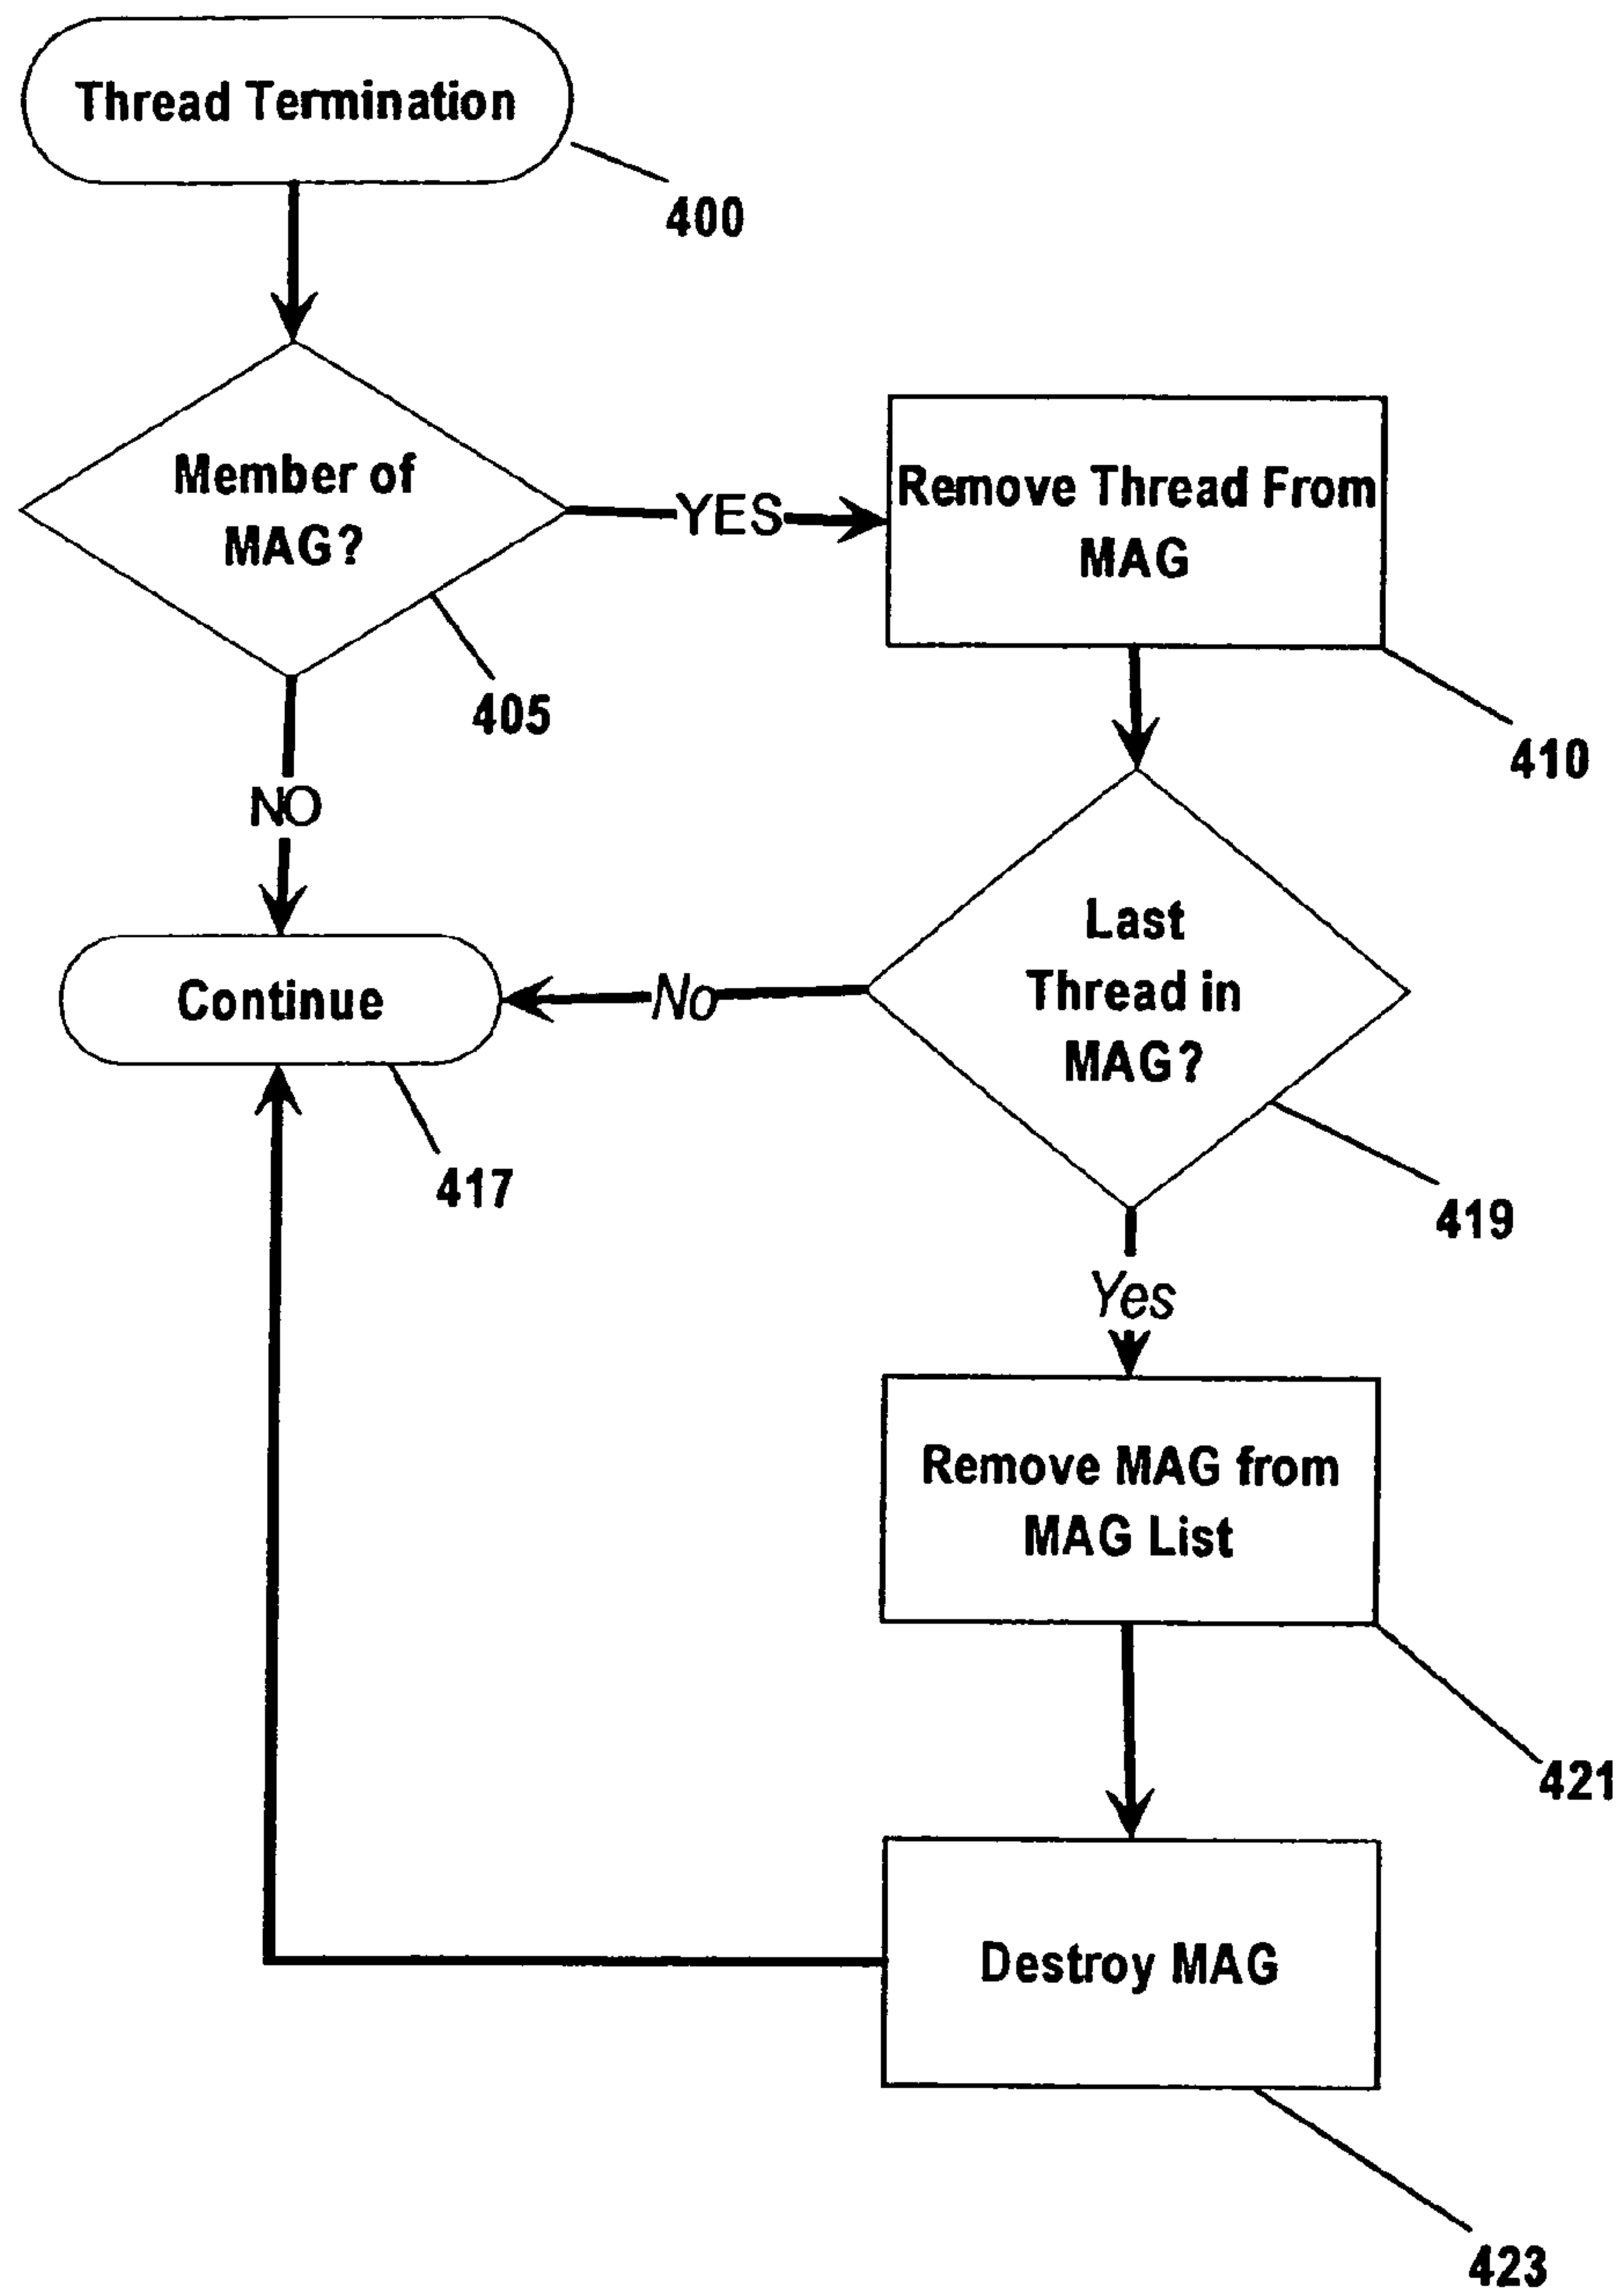 Thread Termination
400
Member of
MAG?
405
YES
Remove Thread From
MAG
410
NO
Last
Thread in
MAG?
419
No
Continue
417
Yes
Remove MAG from
MAG List
421
Destroy MAG
423